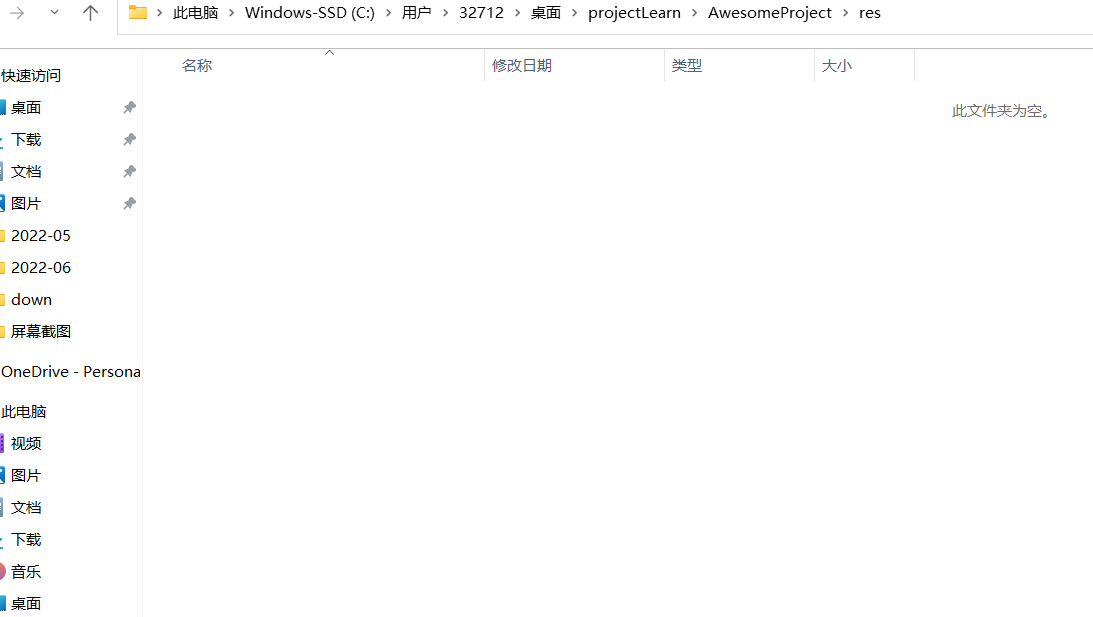 此电脑 > Windows-SSD (C:) > 用户 > 32712 > 桌面 > projectLearn > AwesomeProject > res
名称 修改日期 类型 大小
此文件夹为空。
快速访问
桌面
下载
文档
图片
2022-05
2022-06
down
屏幕截图
OneDrive - Persona
此电脑
视频
图片
文档
下载
音乐
桌面